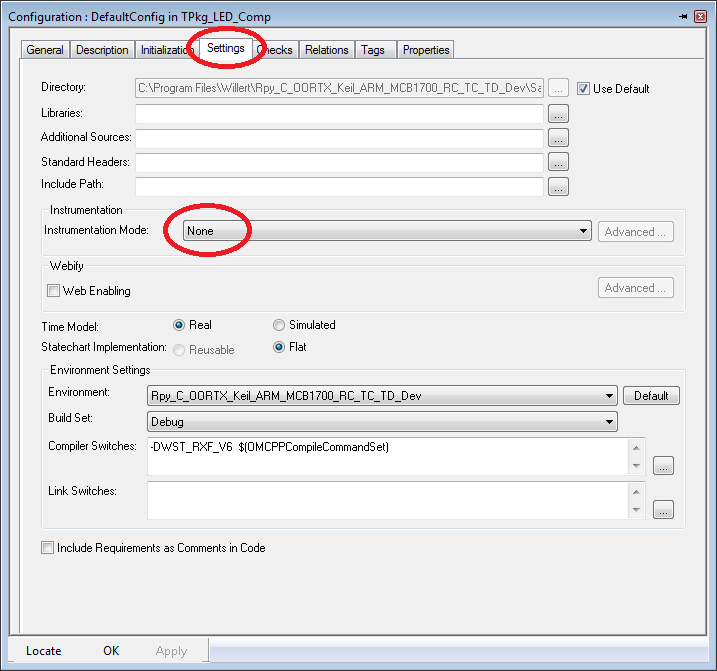 Configuration : DefaultConfig in TPkg_LED_Comp
General Description Initialization Settings Checks Relations Tags Properties
Directory: C:\Program Files\Willert\Rpy_C_OORTX_Keil_ARM_MCB1700_RC_TC_TD_Dev\Sa ... Use Default
Libraries: ...
Additional Sources: ...
Standard Headers: ...
Include Path: ...
Instrumentation
Instrumentation Mode: None Advanced ...
Webify
Web Enabling Advanced ...
Time Model: Real Simulated
Statechart Implementation: Reusable Flat
Environment Settings
Environment: Rpy_C_OORTX_Keil_ARM_MCB1700_RC_TC_TD_Dev Default
Build Set: Debug
Compiler Switches: -DWST_RXF_V6 $(OMCPPCompileCommandSet) ...
Link Switches: ...
Include Requirements as Comments in Code
Locate OK Apply